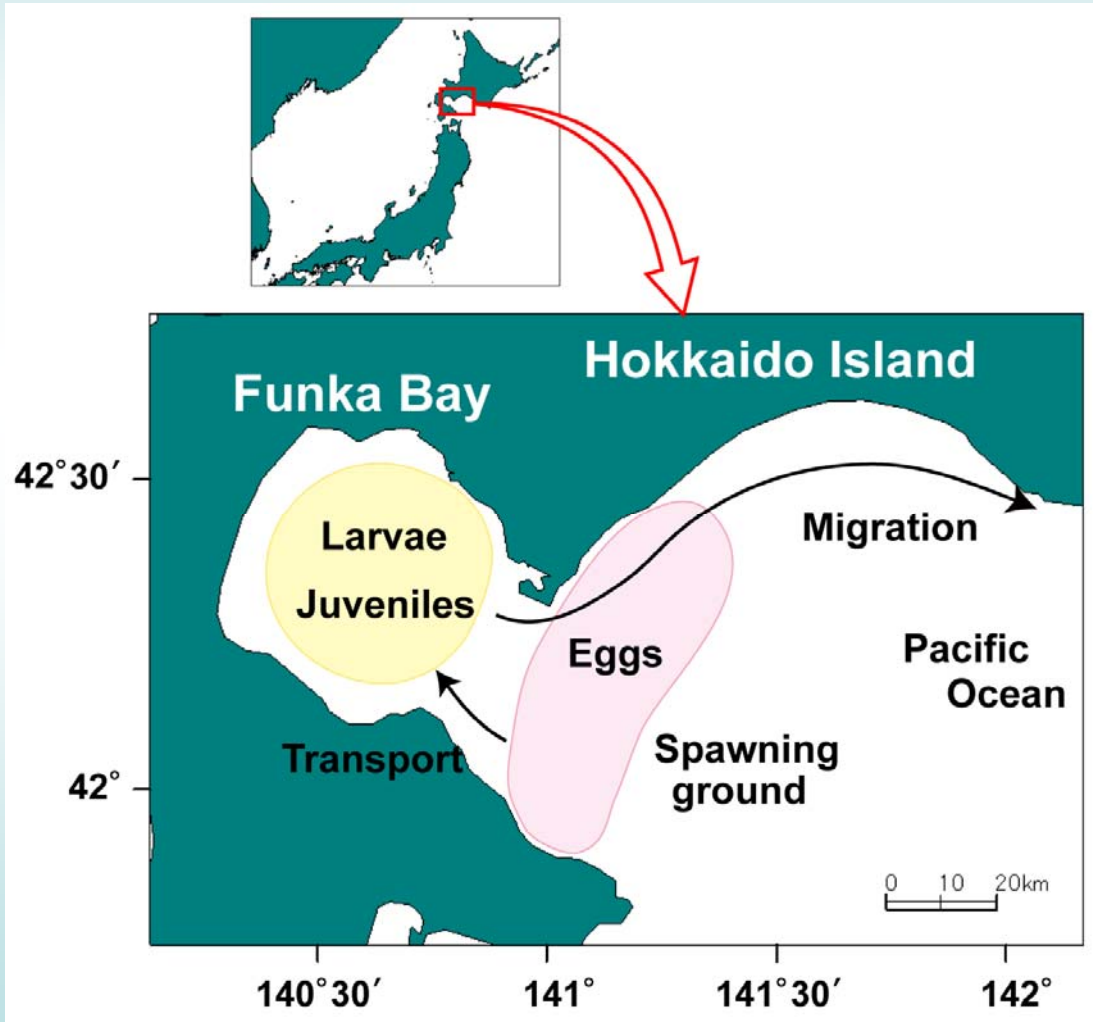 Hokkaido Island
Funka Bay
42°30′
Larvae
Juveniles
Migration
Eggs
Pacific
Ocean
Transport
Spawning
ground
42°
0 10 20km
140°30′ 141° 141°30′ 142°